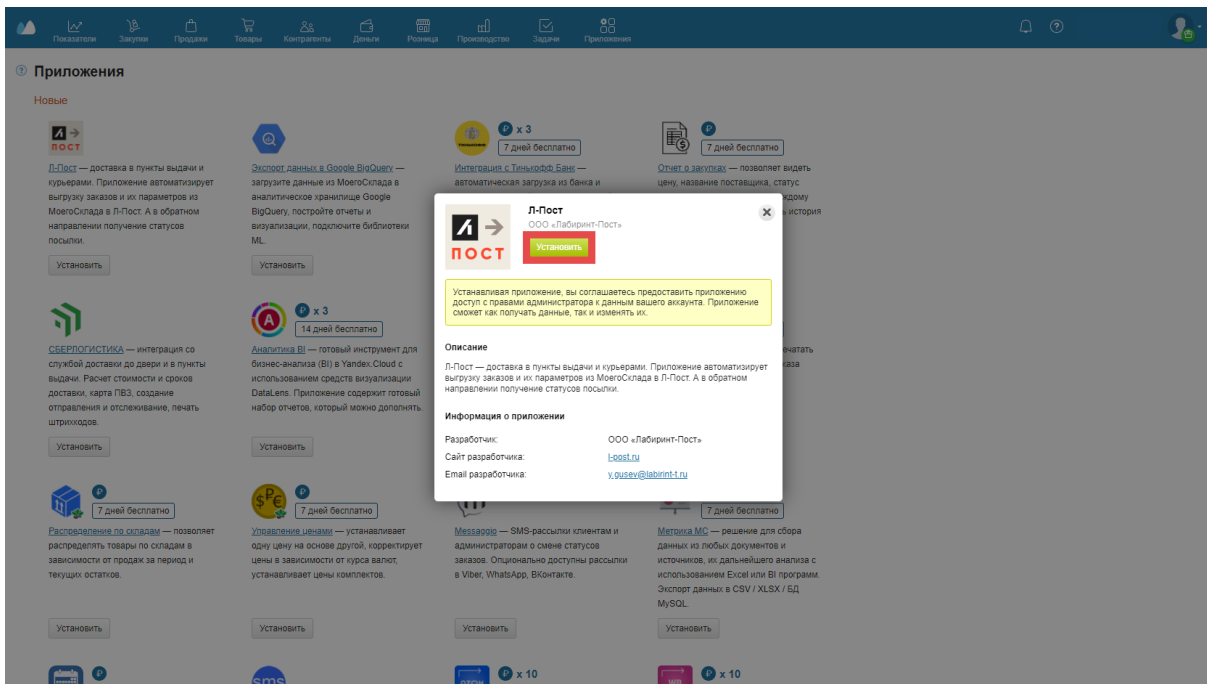 Показатели Закупки Продажи Товары Контрагенты Деньги Розница Производство Задачи Приложения
Приложения
Новые
Л ПОСТ
Л-Пост — доставка в пункты выдачи и
курьерами. Приложение автоматизирует
выгрузку заказов и их параметров из
МоегоСклада в Л-Пост. А в обратном
направлении получение статусов
посылки.
Установить
Экспорт данных в Google BigQuery —
загрузите данные из МоегоСклада в
аналитическое хранилище Google
BigQuery, постройте отчеты и
визуализации, подключите библиотеки
ML.
Установить
x 3
7 дней бесплатно
Интеграция с Тинькофф Банк —
автоматическая загрузка из банка и
7 дней бесплатно
Отчет о закупках — позволяет видеть
цену, название поставщика, статус
история
Л ПОСТ
Л-Пост
ООО «Лабиринт-Пост»
Установить
Устанавливая приложение, вы соглашаетесь предоставить приложению
доступ с правами администратора к данным вашего аккаунта. Приложение
сможет как получать данные, так и изменять их.
Описание
Л-Пост — доставка в пункты выдачи и курьерами. Приложение автоматизирует
выгрузку заказов и их параметров из МоегоСклада в Л-Пост. А в обратном
направлении получение статусов посылки.
Информация о приложении
Разработчик: ООО «Лабиринт-Пост»
Сайт разработчика: l-post.ru
Email разработчика: y.gusev@labirint-t.ru
СБЕРЛОГИСТИКА — интеграция со
службой доставки до двери и в пункты
выдачи. Расчет стоимости и сроков
доставки, карта ПВЗ, создание
отправления и отслеживание, печать
штрихкодов.
Установить
A
x 3
14 дней бесплатно
Аналитика BI — готовый инструмент для
бизнес-анализа (BI) в Yandex.Cloud с
использованием средств визуализации
DataLens. Приложение содержит готовый
набор отчетов, который можно дополнять.
Установить
7 дней бесплатно
Распределение по складам — позволяет
распределять товары по складам в
зависимости от продаж за период и
текущих остатков.
Установить
7 дней бесплатно
Управление ценами — устанавливает
одну цену на основе другой, корректирует
цены в зависимости от курса валют,
устанавливает цены комплектов.
Установить
Messaggio — SMS-рассылки клиентам и
администраторам о смене статусов
заказов. Опционально доступны рассылки
в Viber, WhatsApp, ВКонтакте.
Установить
7 дней бесплатно
Метрика МС — решение для сбора
данных из любых документов и
источников, их дальнейшего анализа с
использованием Excel или BI программ.
Экспорт данных в CSV / XLSX / БД
MySQL.
Установить
sms
x 10
x 10